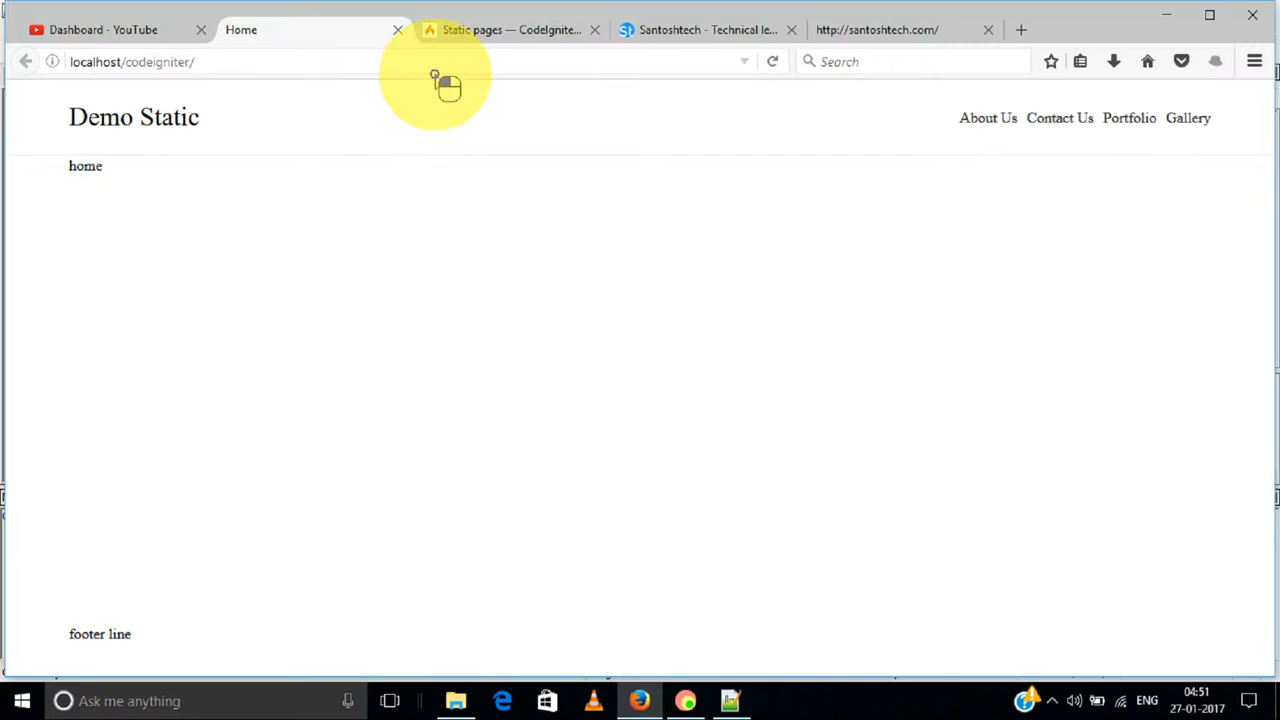 Dashboard - YouTube
Home
Static pages — CodeIgnite...
Santoshtech - Technical le...
http://santoshtech.com/
localhost/codeigniter/
Search
Demo Static
About Us Contact Us Portfolio Gallery
home
footer line
Ask me anything
ENG
04:51
27-01-2017